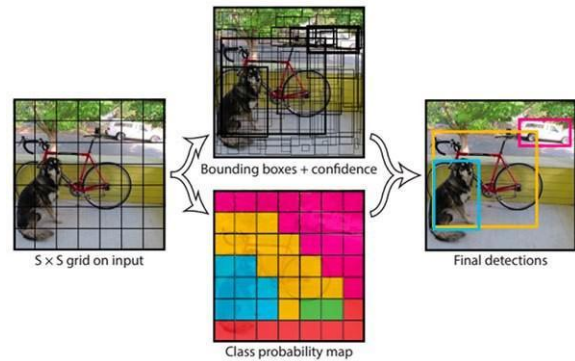 Bounding boxes + confidence
S × S grid on input
Final detections
Class probability map